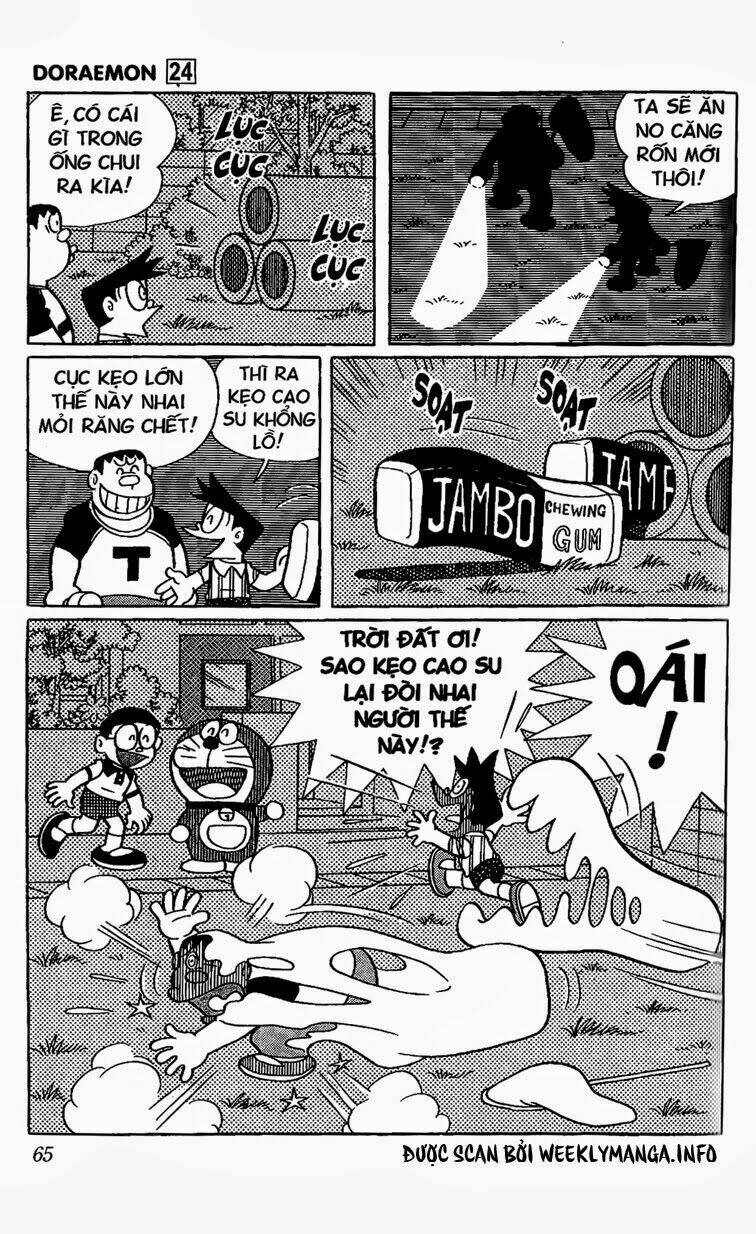 DORAEMON 24
Ê, CÓ CÁI
GÌ TRONG
ỐNG CHUI
RA KÌA!
LỤC
CỤC
LỤC
CỤC
TA SẼ ĂN
NO CĂNG
RỐN MỚI
THÔI!
CỤC KẸO LỚN
THẾ NÀY NHAI
MỎI RĂNG CHẾT!
THÌ RA
KẸO CAO
SU KHỔNG
LỒ!
T
SOẠT
SOẠT
JAMBO
CHEWING
GUM
JAMB
TRỜI ĐẤT ƠI!
SAO KẸO CAO SU
LẠI ĐÒI NHAI
NGƯỜI THẾ
NÀY!?
OÁI
!
65
ĐƯỢC SCAN BỞI WEEKLYMANGA.INFO